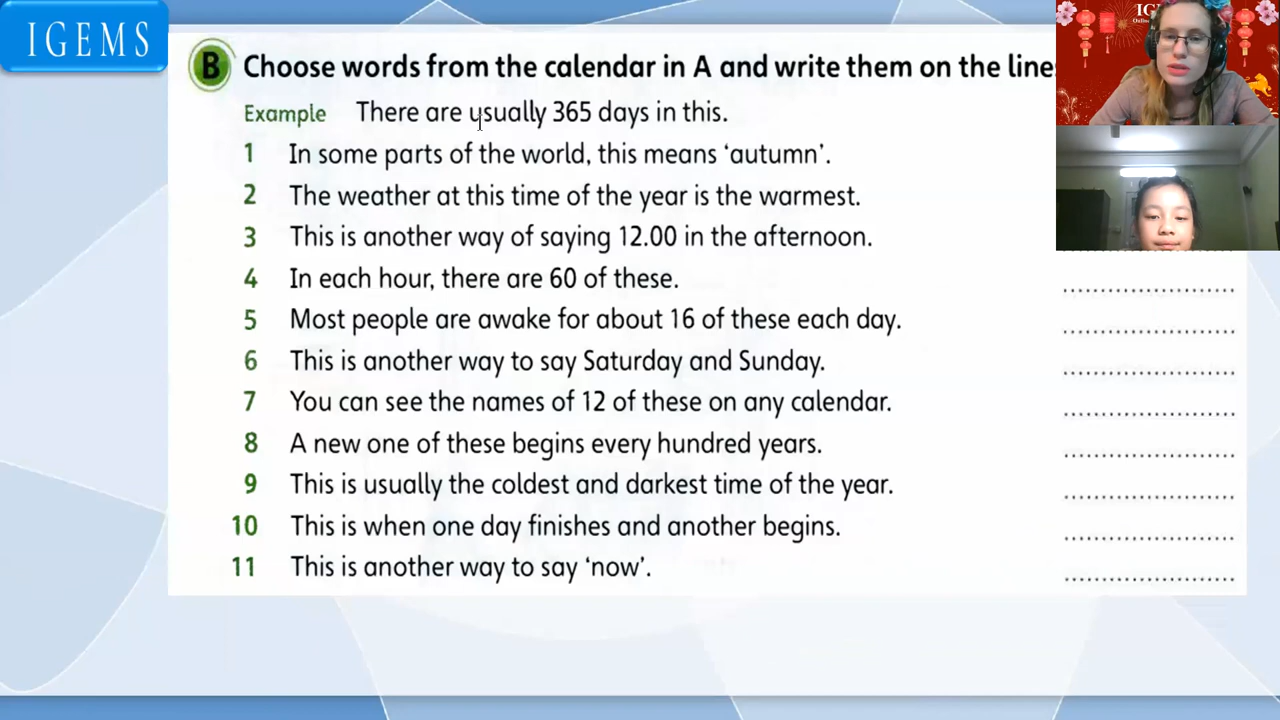 IGEMS
B Choose words from the calendar in A and write them on the line
Example There are usually 365 days in this.
1 In some parts of the world, this means ‘autumn’.
2 The weather at this time of the year is the warmest.
3 This is another way of saying 12.00 in the afternoon.
4 In each hour, there are 60 of these. ........................
5 Most people are awake for about 16 of these each day. ........................
6 This is another way to say Saturday and Sunday. ........................
7 You can see the names of 12 of these on any calendar. ........................
8 A new one of these begins every hundred years. ........................
9 This is usually the coldest and darkest time of the year. ........................
10 This is when one day finishes and another begins. ........................
11 This is another way to say ‘now’. ........................